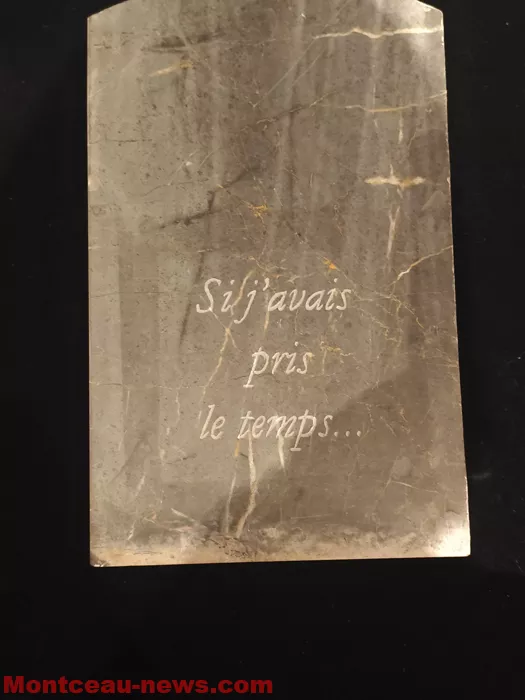 Si j'avais
pris
le temps...
Montceau-news.com